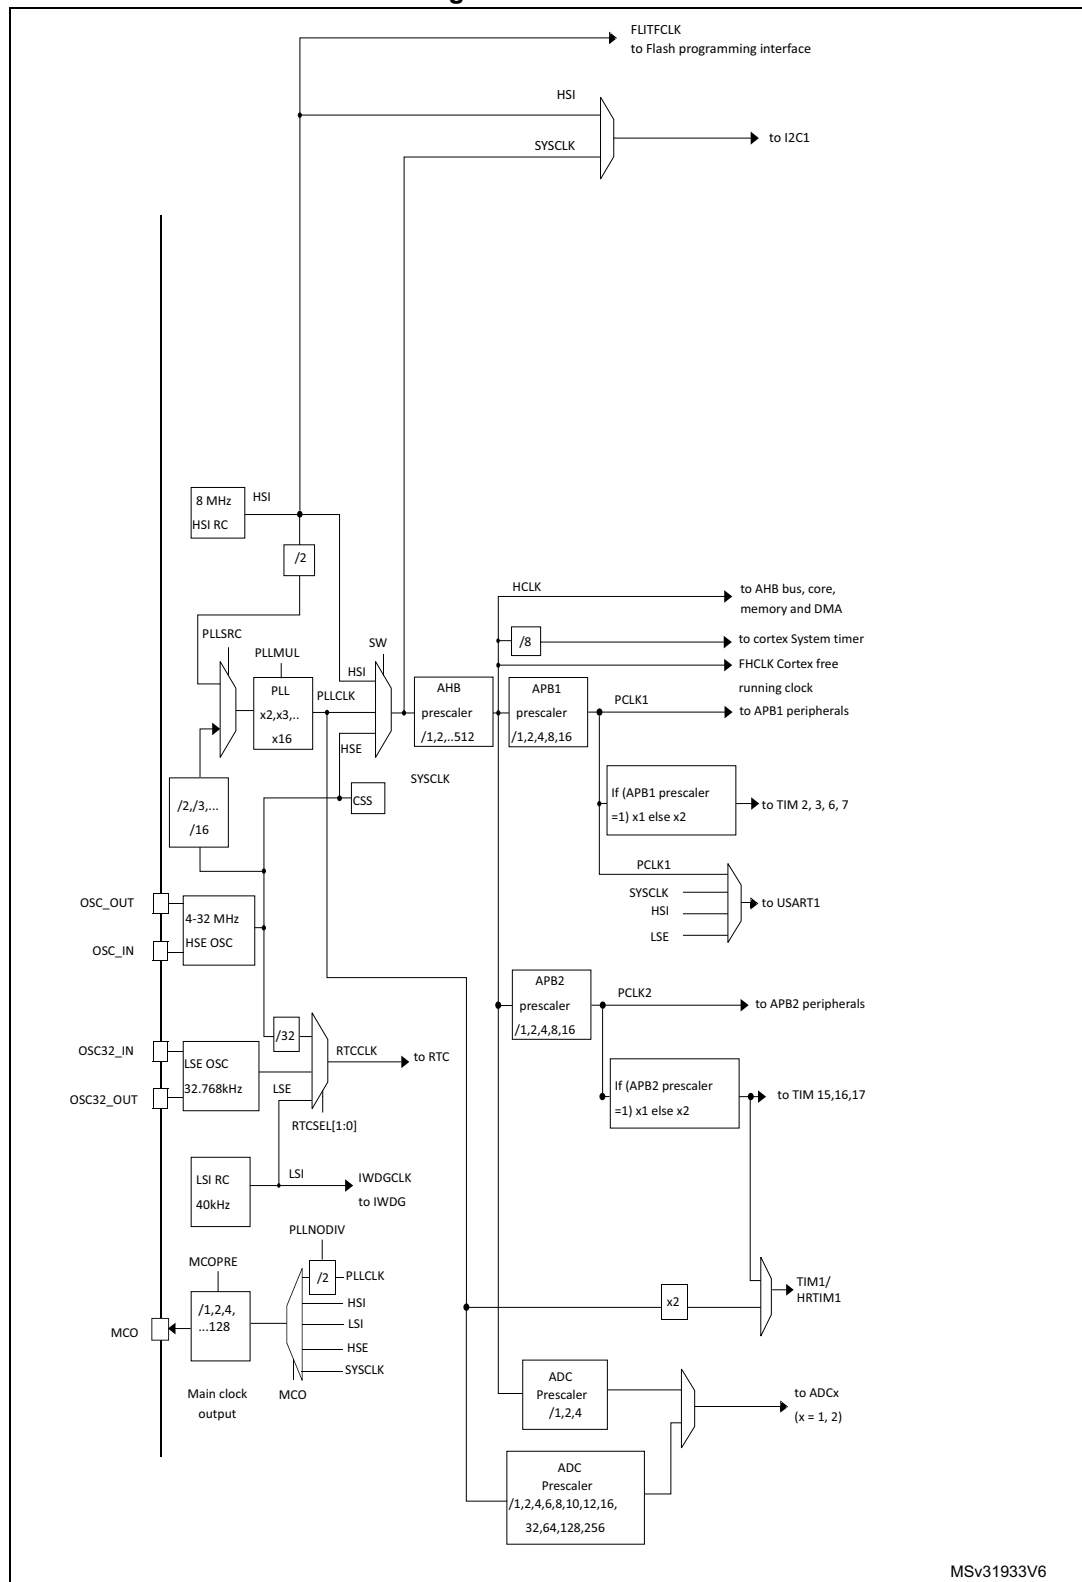 FLITFCLK
to Flash programming interface
HSI
to I2C1
SYSCLK
8 MHz
HSI RC
HSI
/2
HCLK
to AHB bus, core,
memory and DMA
/8
to cortex System timer
FHCLK Cortex free
running clock
PLLSRC
PLLMUL
SW
HSI
PLL
x2,x3,..
x16
PLLCLK
AHB
prescaler
/1,2,..512
APB1
prescaler
/1,2,4,8,16
PCLK1
to APB1 peripherals
HSE
SYSCLK
CSS
/2,/3,...
/16
If (APB1 prescaler
=1) x1 else x2
to TIM 2, 3, 6, 7
PCLK1
SYSCLK
HSI
LSE
to USART1
OSC_OUT
OSC_IN
4-32 MHz
HSE OSC
APB2
prescaler
/1,2,4,8,16
PCLK2
to APB2 peripherals
/32
OSC32_IN
OSC32_OUT
LSE OSC
32.768kHz
LSE
RTCCLK
to RTC
RTCSEL[1:0]
If (APB2 prescaler
=1) x1 else x2
to TIM 15,16,17
LSI RC
40kHz
LSI
IWDGCLK
to IWDG
PLLNODIV
MCOPRE
/2
PLLCLK
HSI
LSI
HSE
SYSCLK
/1,2,4,
...128
MCO
MCO
Main clock
output
x2
TIM1/
HRTIM1
ADC
Prescaler
/1,2,4
to ADCx
(x = 1, 2)
ADC
Prescaler
/1,2,4,6,8,10,12,16,
32,64,128,256
MSv31933V6